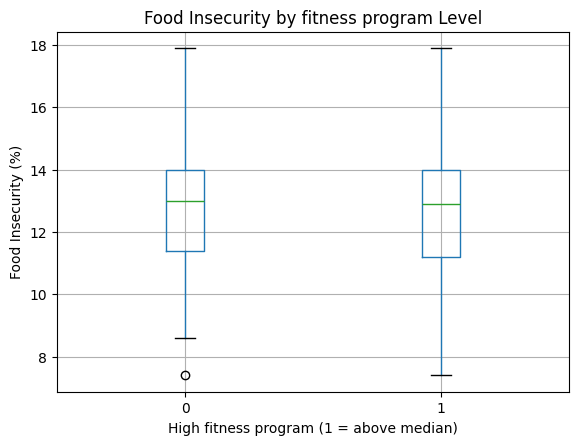 Food Insecurity by fitness program Level
Food Insecurity (%)
18
16
14
12
10
8
0
1
High fitness program (1 = above median)